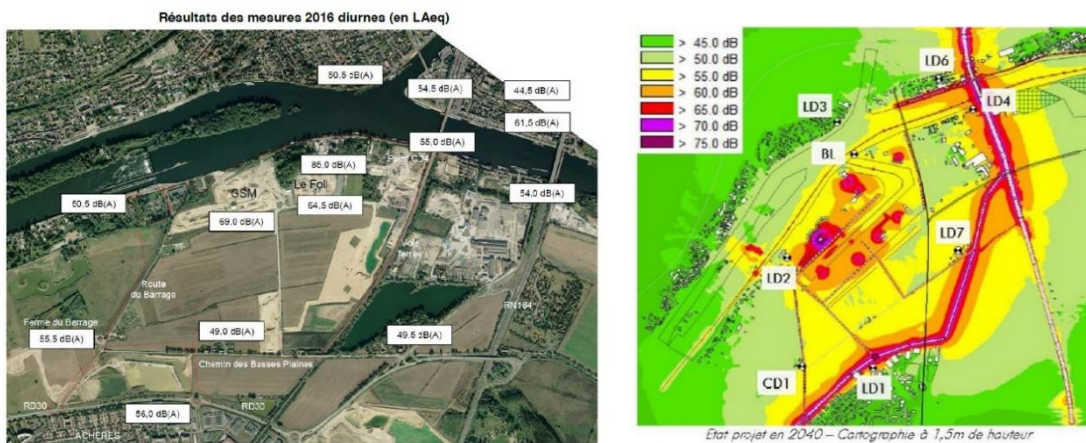 Résultats des mesures 2016 diurnes (en LAeq)
50,5 dB(A)
54,5 dB(A)
44,5 dB(A)
61,5 dB(A)
55,0 dB(A)
54,0 dB(A)
GSM
Le Foll
64,5 dB(A)
50,5 dB(A)
69,0 dB(A)
Voie
Route
du Barrage
RN184
Ferme du Barrage
55,5 dB(A)
49,0 dB(A)
49,5 dB(A)
Chemin des Basses Plaines
RD30
56,0 dB(A)
RD30
ACHERES
> 45.0 dB
> 50.0 dB
> 55.0 dB
> 60.0 dB
> 65.0 dB
> 70.0 dB
> 75.0 dB
LD6
LD3
LD4
BL
LD7
LD2
CD1
LD1
Etat projet en 2040 – Cartographie à 1,5m de hauteur